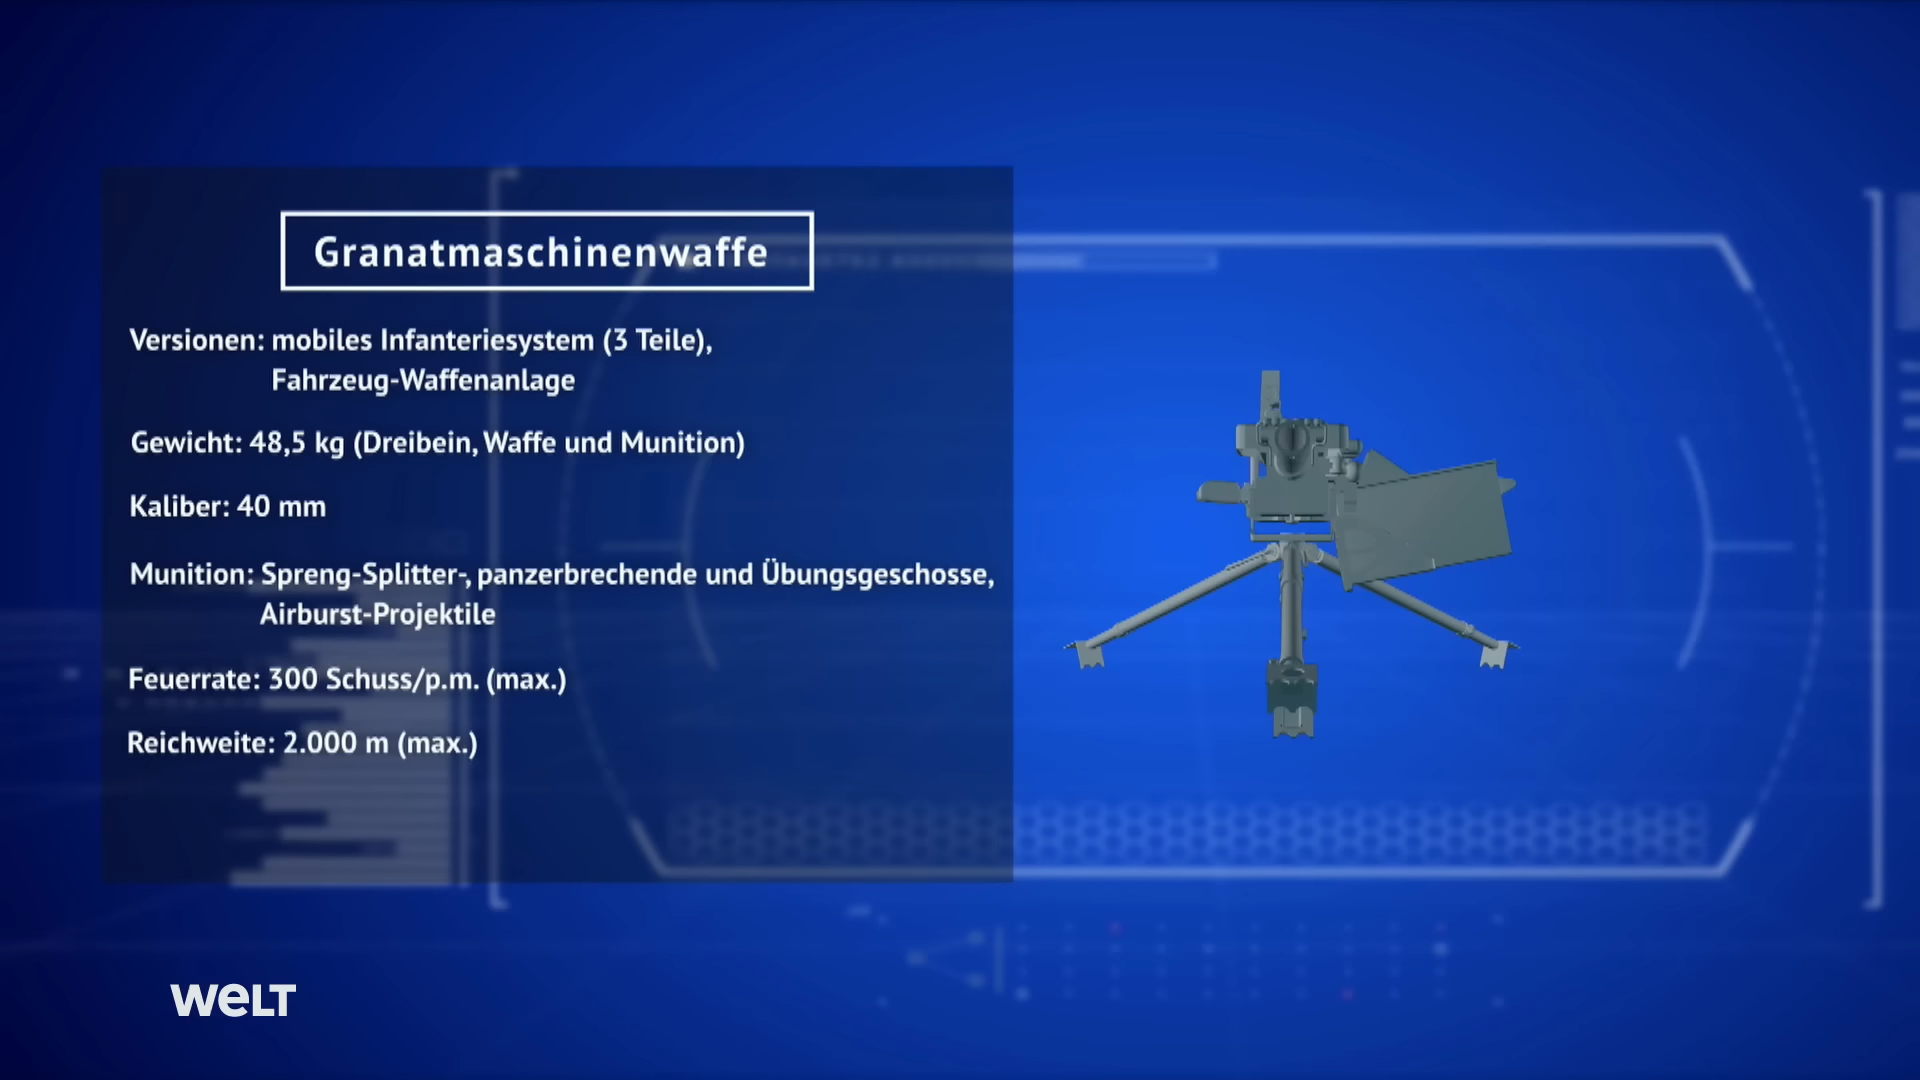 Granatmaschinenwaffe
Versionen: mobiles Infanteriesystem (3 Teile),
Fahrzeug-Waffenanlage
Gewicht: 48,5 kg (Dreibein, Waffe und Munition)
Kaliber: 40 mm
Munition: Spreng-Splitter-, panzerbrechende und Übungsgeschosse,
Airburst-Projektile
Feuerrate: 300 Schuss/p.m. (max.)
Reichweite: 2.000 m (max.)
WELT